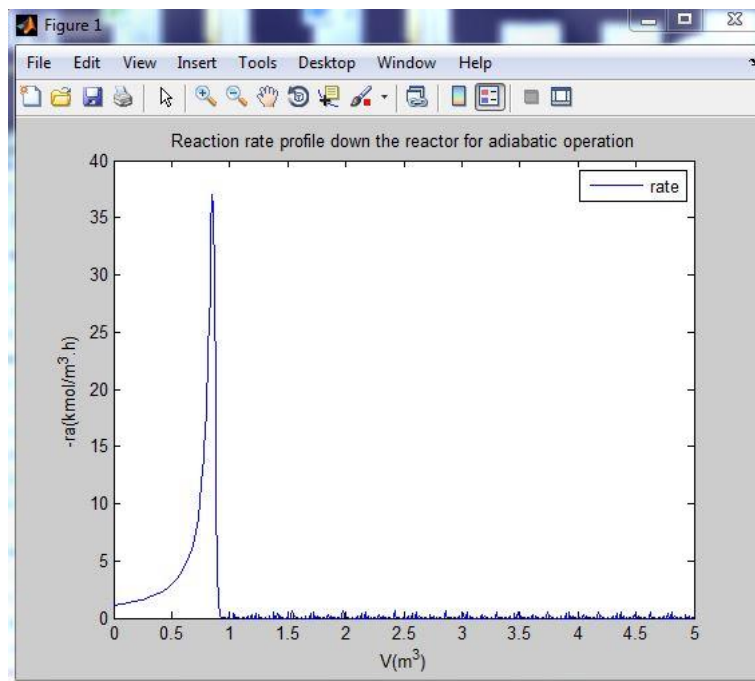 Figure 1
File Edit View Insert Tools Desktop Window Help
Reaction rate profile down the reactor for adiabatic operation
rate
40
35
30
25
20
15
10
5
0
-ra(kmol/m³.h)
0 0.5 1 1.5 2 2.5 3 3.5 4 4.5 5
V(m³)